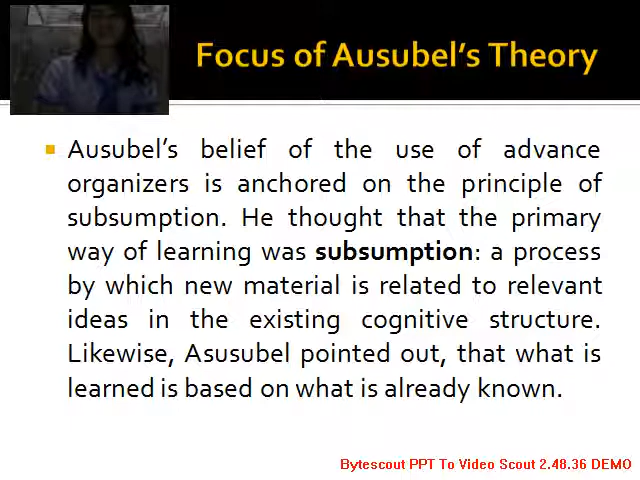 Focus of Ausubel's Theory
Ausubel's belief of the use of advance
organizers is anchored on the principle of
subsumption. He thought that the primary
way of learning was subsumption: a process
by which new material is related to relevant
ideas in the existing cognitive structure.
Likewise, Asusubel pointed out, that what is
learned is based on what is already known.
Bytescout PPT To Video Scout 2.48.36 DEMO